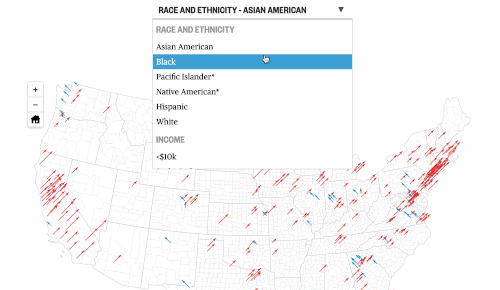 RACE AND ETHNICITY - ASIAN AMERICAN ▼
RACE AND ETHNICITY
Asian American
Black
Pacific Islander*
Native American*
Hispanic
White
INCOME
<$10k
+
−